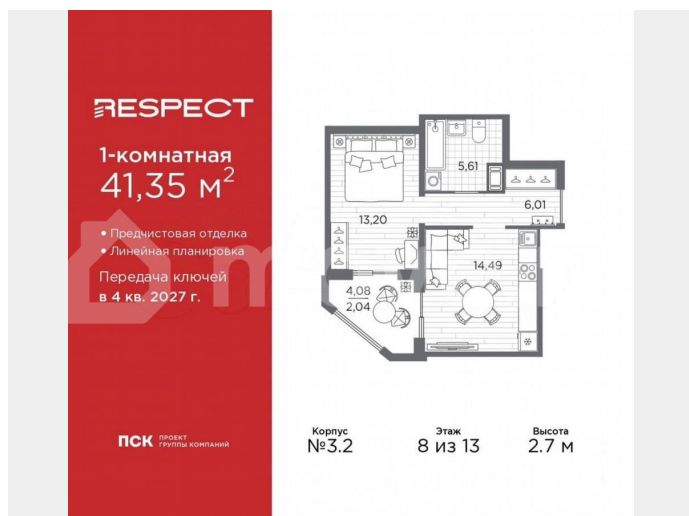 RESPECT
1-комнатная
41,35 м²
• Предчистовая отделка
• Линейная планировка
Передача ключей
в 4 кв. 2027 г.
ПСК ПРОЕКТ
ГРУППЫ КОМПАНИЙ
5,61
6,01
13,20
14,49
4,08
2,04
Корпус
№3.2
Этаж
8 из 13
Высота
2.7 м